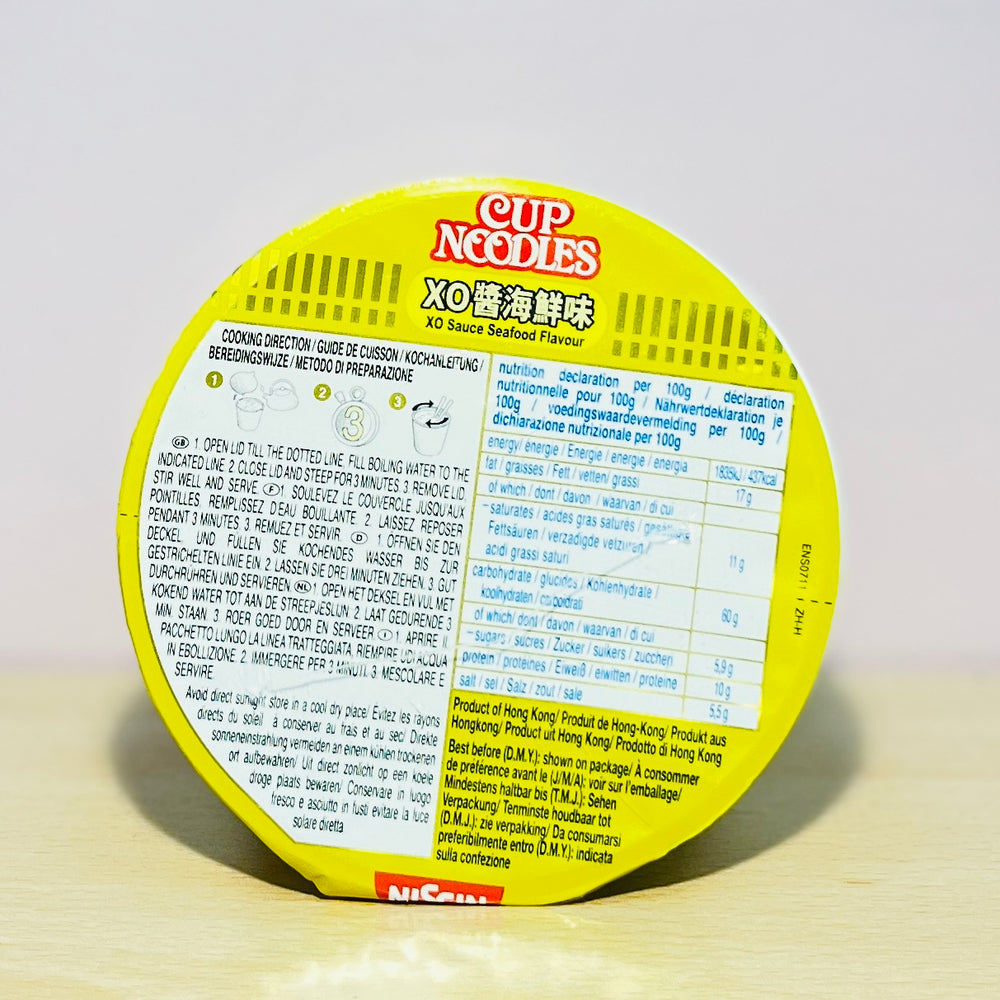 CUP
NOODLES
XO醬海鮮味
XO Sauce Seafood Flavour
COOKING DIRECTION / GUIDE DE CUISSON / KOCHANLEITUNG /
BEREIDINGSWIJZE / METODO DI PREPARAZIONE
1
2
3
3
GB 1. OPEN LID TILL THE DOTTED LINE, FILL BOILING WATER TO THE
INDICATED LINE. 2. CLOSE LID AND STEEP FOR 3 MINUTES. 3. REMOVE LID,
STIR WELL AND SERVE. F 1. SOULEVEZ LE COUVERCLE JUSQU'AUX
POINTILLES, REMPLISSEZ D'EAU BOUILLANTE. 2. LAISSEZ REPOSER
PENDANT 3 MINUTES. 3. REMUEZ ET SERVIR. D 1. OFFNEN SIE DEN
DECKEL UND FULLEN SIE KOCHENDES WASSER BIS ZUR
GESTRICHELTEN LINIE EIN. 2. LASSEN SIE DREI MINUTEN ZIEHEN. 3. GUT
DURCHRUHREN UND SERVIEREN. NL 1. OPEN HET DEKSEL EN VUL MET
KOKEND WATER TOT AAN DE STREEPJESLIJN. 2. LAAT GEDURENDE 3
MIN STAAN. 3. ROER GOED DOOR EN SERVEER. I 1. APRIRE IL
PACCHETTO LUNGO LA LINEA TRATTEGGIATA, RIEMPIRE DI ACQUA
IN EBOLLIZIONE. 2. IMMERGERE PER 3 MINUTI. 3. MESCOLARE E
SERVIRE
Avoid direct sunlight store in a cool dry place/ Evitez les rayons
directs du soleil à conserver au frais et au sec/ Direkte
sonneneinstrahlung vermeiden an einem kühlen trockenen
ort aufbewahren/ Uit direct zonlicht op een koele
droge plaats bewaren/ Conservare in luogo
fresco e asciutto in fusti evitare la luce
solare diretta
nutrition declaration per 100g / déclaration
nutritionnelle pour 100g / Nährwertdeklaration je
100g / voedingswaardevermelding per 100g /
dichiarazione nutrizionale per 100g
energy/ énergie / Energie / energie / energia 1835kJ / 437kcal
fat / graisses / Fett / vetten/ grassi 17 g
of which / dont / davon / waarvan / di cui
-saturates / acides gras saturés /
Fettsäuren / verzadigde vetzuren /
acidi grassi saturi 11 g
carbohydrate / glucides / Kohlenhydrate /
koolhydraten / carboidrati 60 g
of which/ dont / davon / waarvan / di cui
-sugars / sucres / Zucker / suikers / zuccheri 5,9 g
protein / protéines / Eiweiß / eiwitten / proteine 10 g
salt / sel / Salz / zout / sale 5,5 g
Product of Hong Kong/ Produit de Hong-Kong/ Produkt aus
Hongkong/ Product uit Hong Kong/ Prodotto di Hong Kong
Best before (D.M.Y.): shown on package/ À consommer
de préférence avant le (J/M/A): voir sur l'emballage/
Mindestens haltbar bis (T.M.J.): Sehen
Verpackung/ Tenminste houdbaar tot
(D.M.J.): zie verpakking/ Da consumarsi
preferibilmente entro (D.M.Y.): indicata
sulla confezione
ENS0711 ZH-H
NISSIN